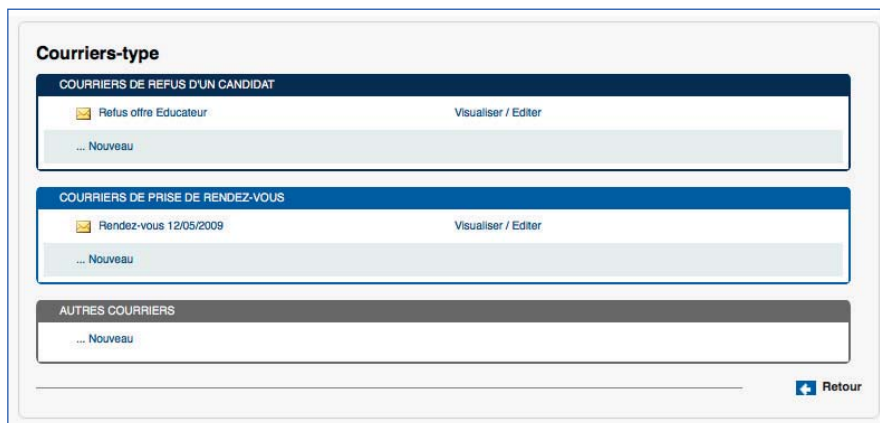 Courriers-type
COURRIERS DE REFUS D'UN CANDIDAT
Refus offre Educateur Visualiser / Editer
... Nouveau
COURRIERS DE PRISE DE RENDEZ-VOUS
Rendez-vous 12/05/2009 Visualiser / Editer
... Nouveau
AUTRES COURRIERS
... Nouveau
Retour